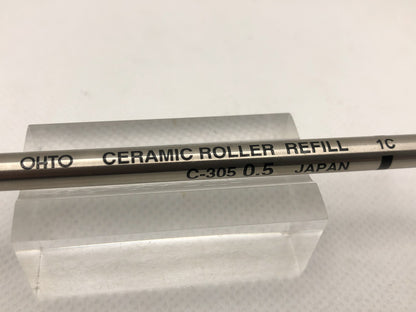 OHTO CERAMIC ROLLER REFILL 1C
C-305 0.5 JAPAN